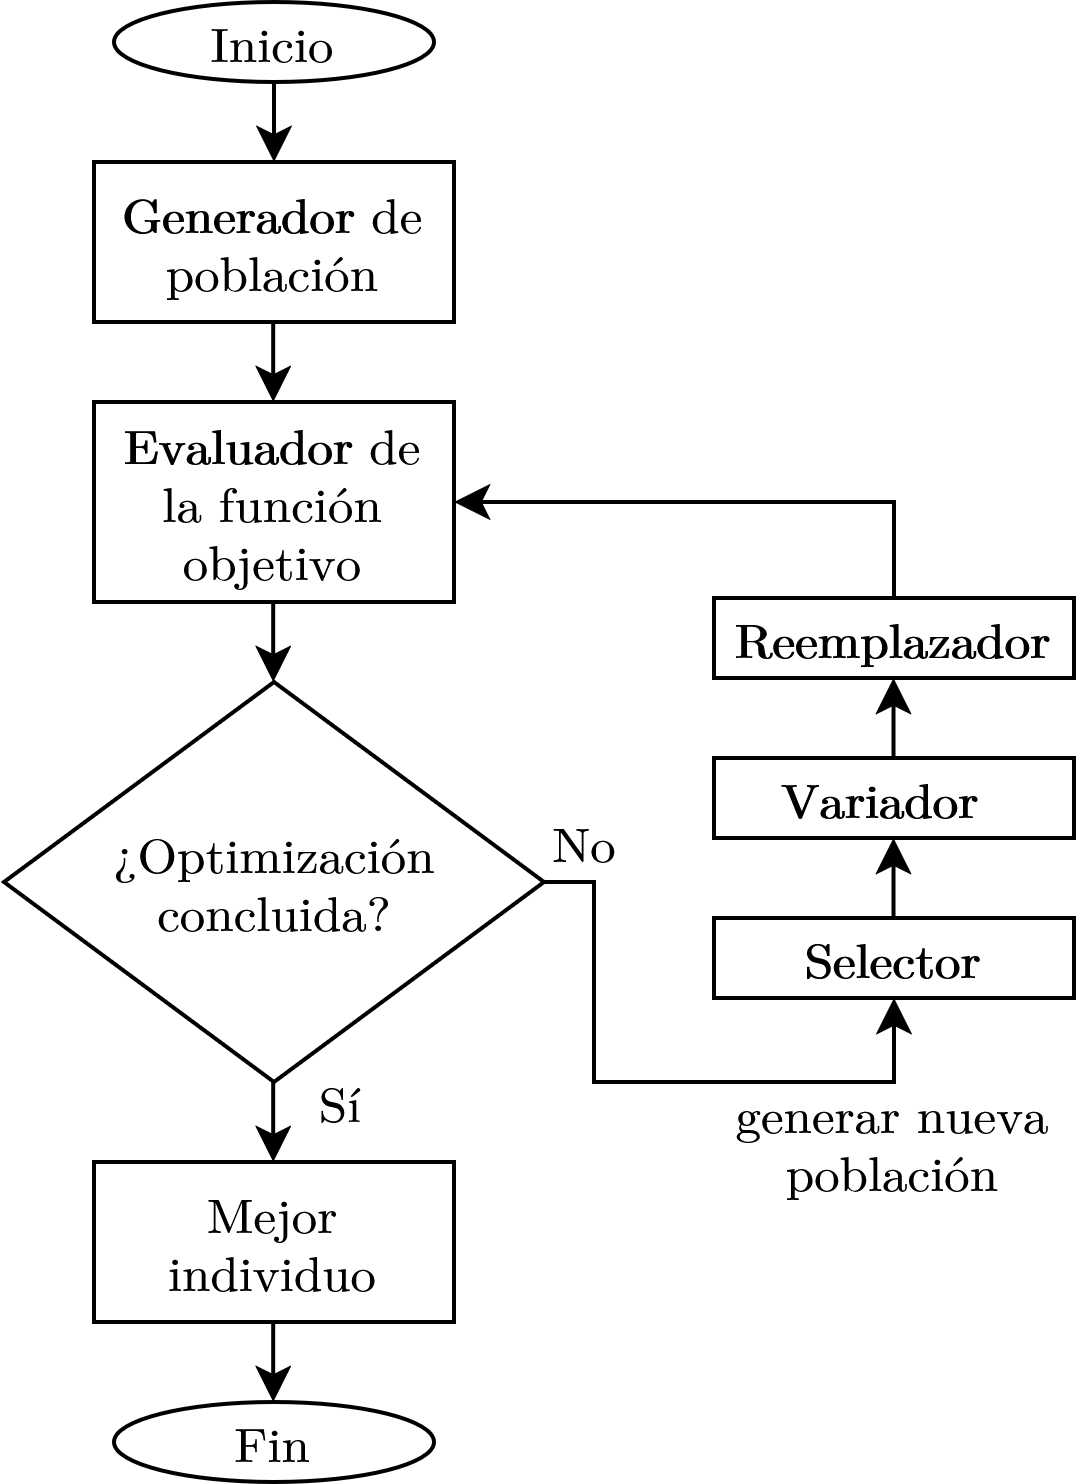 Inicio
Generador de
población
Evaluador de
la función
objetivo
¿Optimización
concluida?
No
Sí
Mejor
individuo
Fin
generar nueva
población
Selector
Variador
Reemplazador